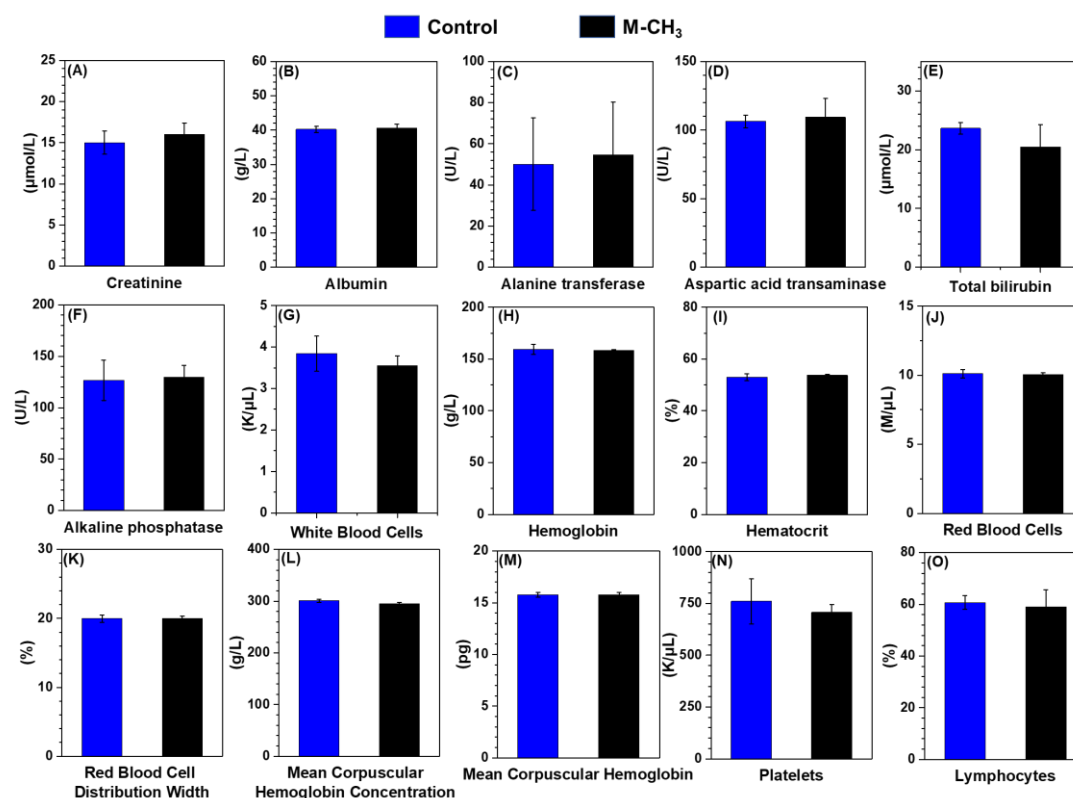 Control M-CH₃
(A) (B) (C) (D) (E)
25 20 15 10 5 0 (µmol/L) Creatinine
60 50 40 30 20 10 0 (g/L) Albumin
100 80 60 40 20 0 (U/L) Alanine transferase
150 125 100 75 50 25 0 (U/L) Aspartic acid transaminase
30 20 10 0 (µmol/L) Total bilirubin
(F) (G) (H) (I) (J)
200 150 100 50 0 (U/L) Alkaline phosphatase
5 4 3 2 1 0 (K/µL) White Blood Cells
200 150 100 50 0 (g/L) Hemoglobin
80 60 40 20 0 (%) Hematocrit
15 10 5 0 (M/µL) Red Blood Cells
(K) (L) (M) (N) (O)
30 20 10 0 (%) Red Blood Cell
Distribution Width
400 300 200 100 0 (g/L) Mean Corpuscular
Hemoglobin Concentration
20 15 10 5 0 (pg) Mean Corpuscular Hemoglobin
1000 750 500 250 0 (K/µL) Platelets
80 60 40 20 0 (%) Lymphocytes